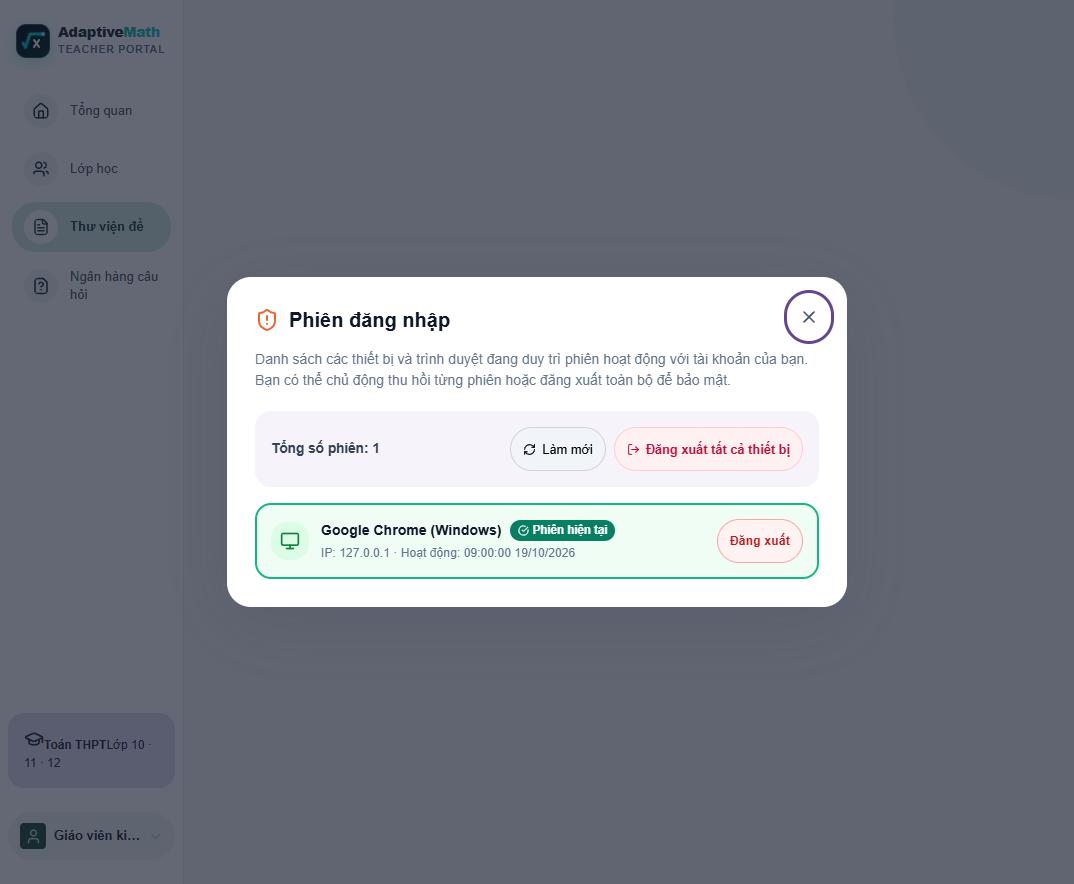 AdaptiveMath
TEACHER PORTAL
Tổng quan
Lớp học
Thư viện đề
Ngân hàng câu
hỏi
Phiên đăng nhập
Danh sách các thiết bị và trình duyệt đang duy trì phiên hoạt động với tài khoản của bạn.
Bạn có thể chủ động thu hồi từng phiên hoặc đăng xuất toàn bộ để bảo mật.
Tổng số phiên: 1
Làm mới
Đăng xuất tất cả thiết bị
Google Chrome (Windows)
Phiên hiện tại
IP: 127.0.0.1 · Hoạt động: 09:00:00 19/10/2026
Đăng xuất
Toán THPTLớp 10 ·
11 · 12
Giáo viên ki...